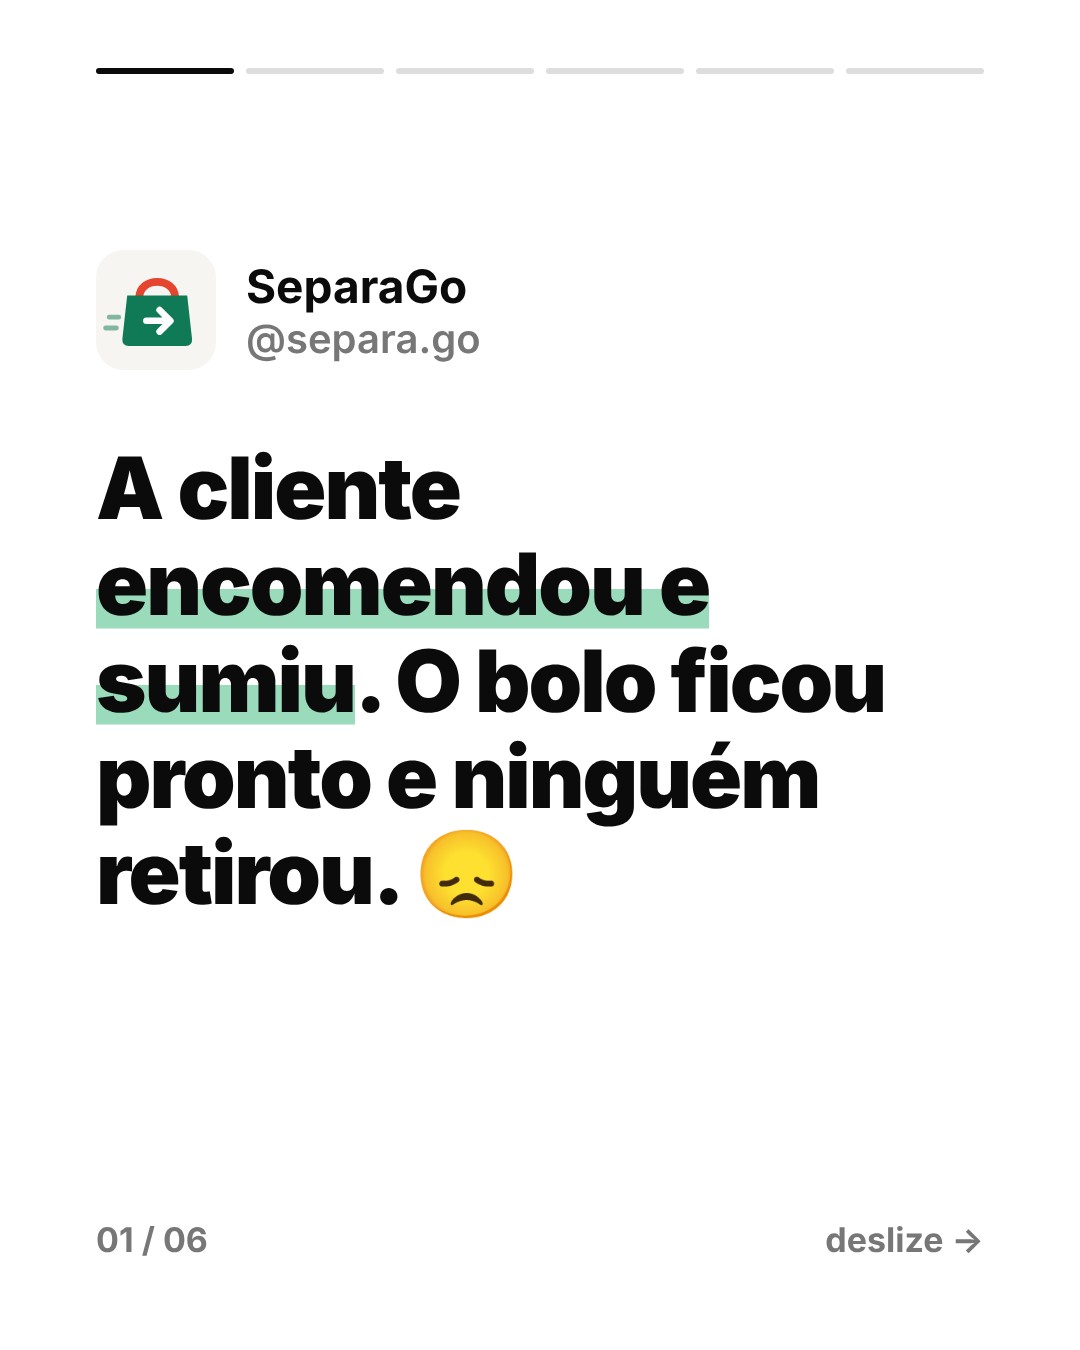 SeparaGo
@separa.go
A cliente
encomendou e
sumiu. O bolo ficou
pronto e ninguém
retirou. 😞
01 / 06
deslize →